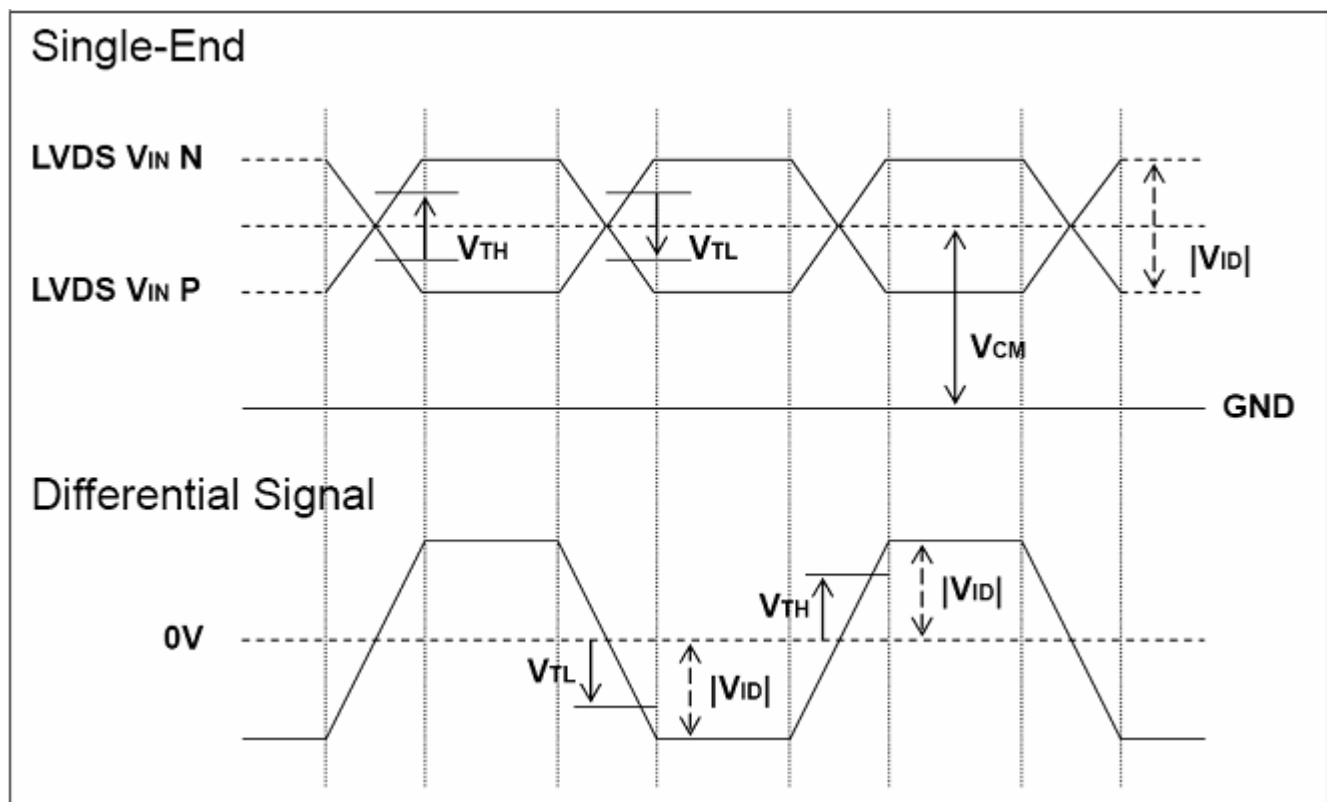 Single-End
LVDS VIN N
VTH
VTL
|VID|
LVDS VIN P
VCM
GND
Differential Signal
VTH
|VID|
0V
VTL
|VID|